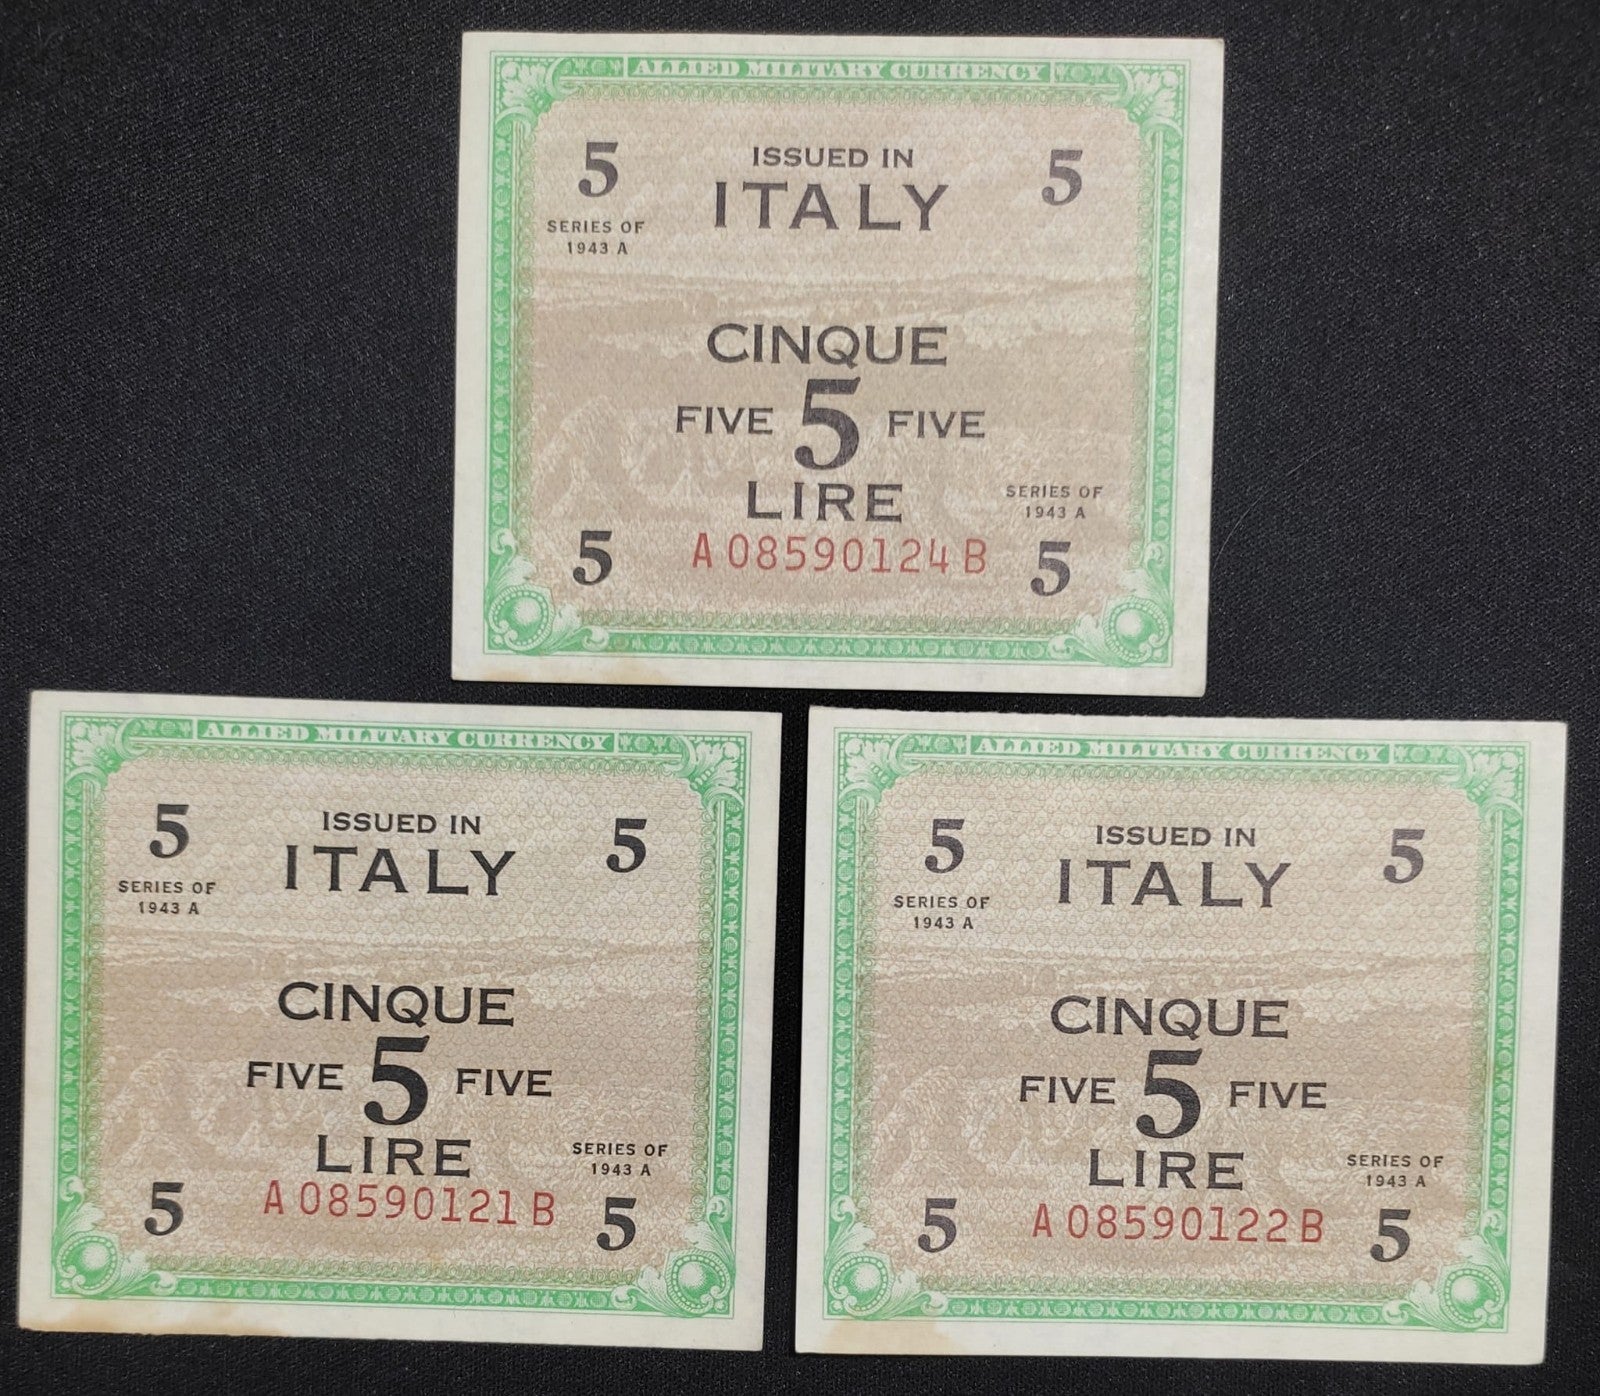 ALLIED MILITARY CURRENCY
5 ISSUED IN 5
ITALY
SERIES OF
1943 A
CINQUE
FIVE 5 FIVE
LIRE
SERIES OF
1943 A
5 A 08590124 B 5
ALLIED MILITARY CURRENCY
5 ISSUED IN 5
ITALY
SERIES OF
1943 A
CINQUE
FIVE 5 FIVE
LIRE
SERIES OF
1943 A
5 A 08590121 B 5
ALLIED MILITARY CURRENCY
5 ISSUED IN 5
ITALY
SERIES OF
1943 A
CINQUE
FIVE 5 FIVE
LIRE
SERIES OF
1943 A
5 A 08590122 B 5